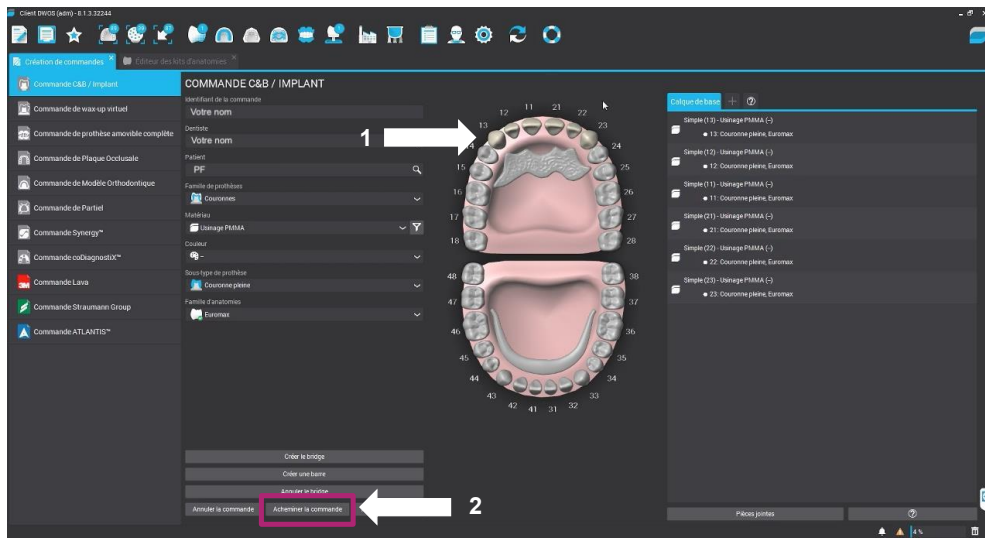 Client DWOS (adm) - 8.1.3.32244
Création de commandes
Editeur des kits d'anatomies
Commande C&B / Implant
Commande de wax-up virtuel
Commande de prothèse amovible complète
Commande de Plaque Occlusale
Commande de Modèle Orthodontique
Commande de Partiel
Commande Synergy™
Commande coDiagnostiX™
Commande Lava
Commande Straumann Group
Commande ATLANTIS™
COMMANDE C&B / IMPLANT
Identifiant de la commande
Votre nom
Dentiste
Votre nom
Patient
PF
Famille de prothèses
Couronnes
Matériau
Usinage PMMA
Couleur
-
Sous-type de prothèse
Couronne pleine
Famille d'anatomies
Euromax
Créer le bridge
Créer une barre
Annuler le bridge
Annuler la commande
Acheminer la commande
1
2
11 21
12 22
13 23
14 24
15 25
16 26
17 27
18 28
48 38
47 37
46 36
45 35
44 34
43 33
42 41 31 32
Calque de base
Simple (13) - Usinage PMMA (-)
13: Couronne pleine, Euromax
Simple (12) - Usinage PMMA (-)
12: Couronne pleine, Euromax
Simple (11) - Usinage PMMA (-)
11: Couronne pleine, Euromax
Simple (21) - Usinage PMMA (-)
21: Couronne pleine, Euromax
Simple (22) - Usinage PMMA (-)
22: Couronne pleine, Euromax
Simple (23) - Usinage PMMA (-)
23: Couronne pleine, Euromax
Pièces jointes
4 %